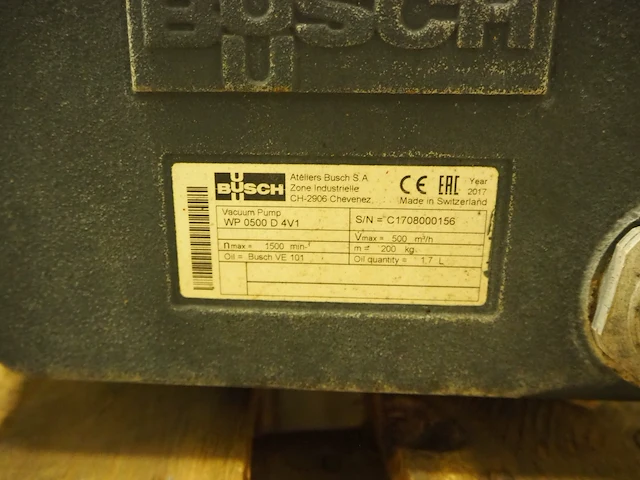 BUSCH
BUSCH
Ateliers Busch S.A.
Zone Industrielle
CH-2906 Chevenez
CE EAC
Year
2017
Made in Switzerland
Vacuum Pump
WP 0500 D 4V1
S/N = C1708000156
Vmax = 500 m³/h
nmax = 1500 min-¹
m = 200 kg
Oil = Busch VE 101
Oil quantity = 1,7 L